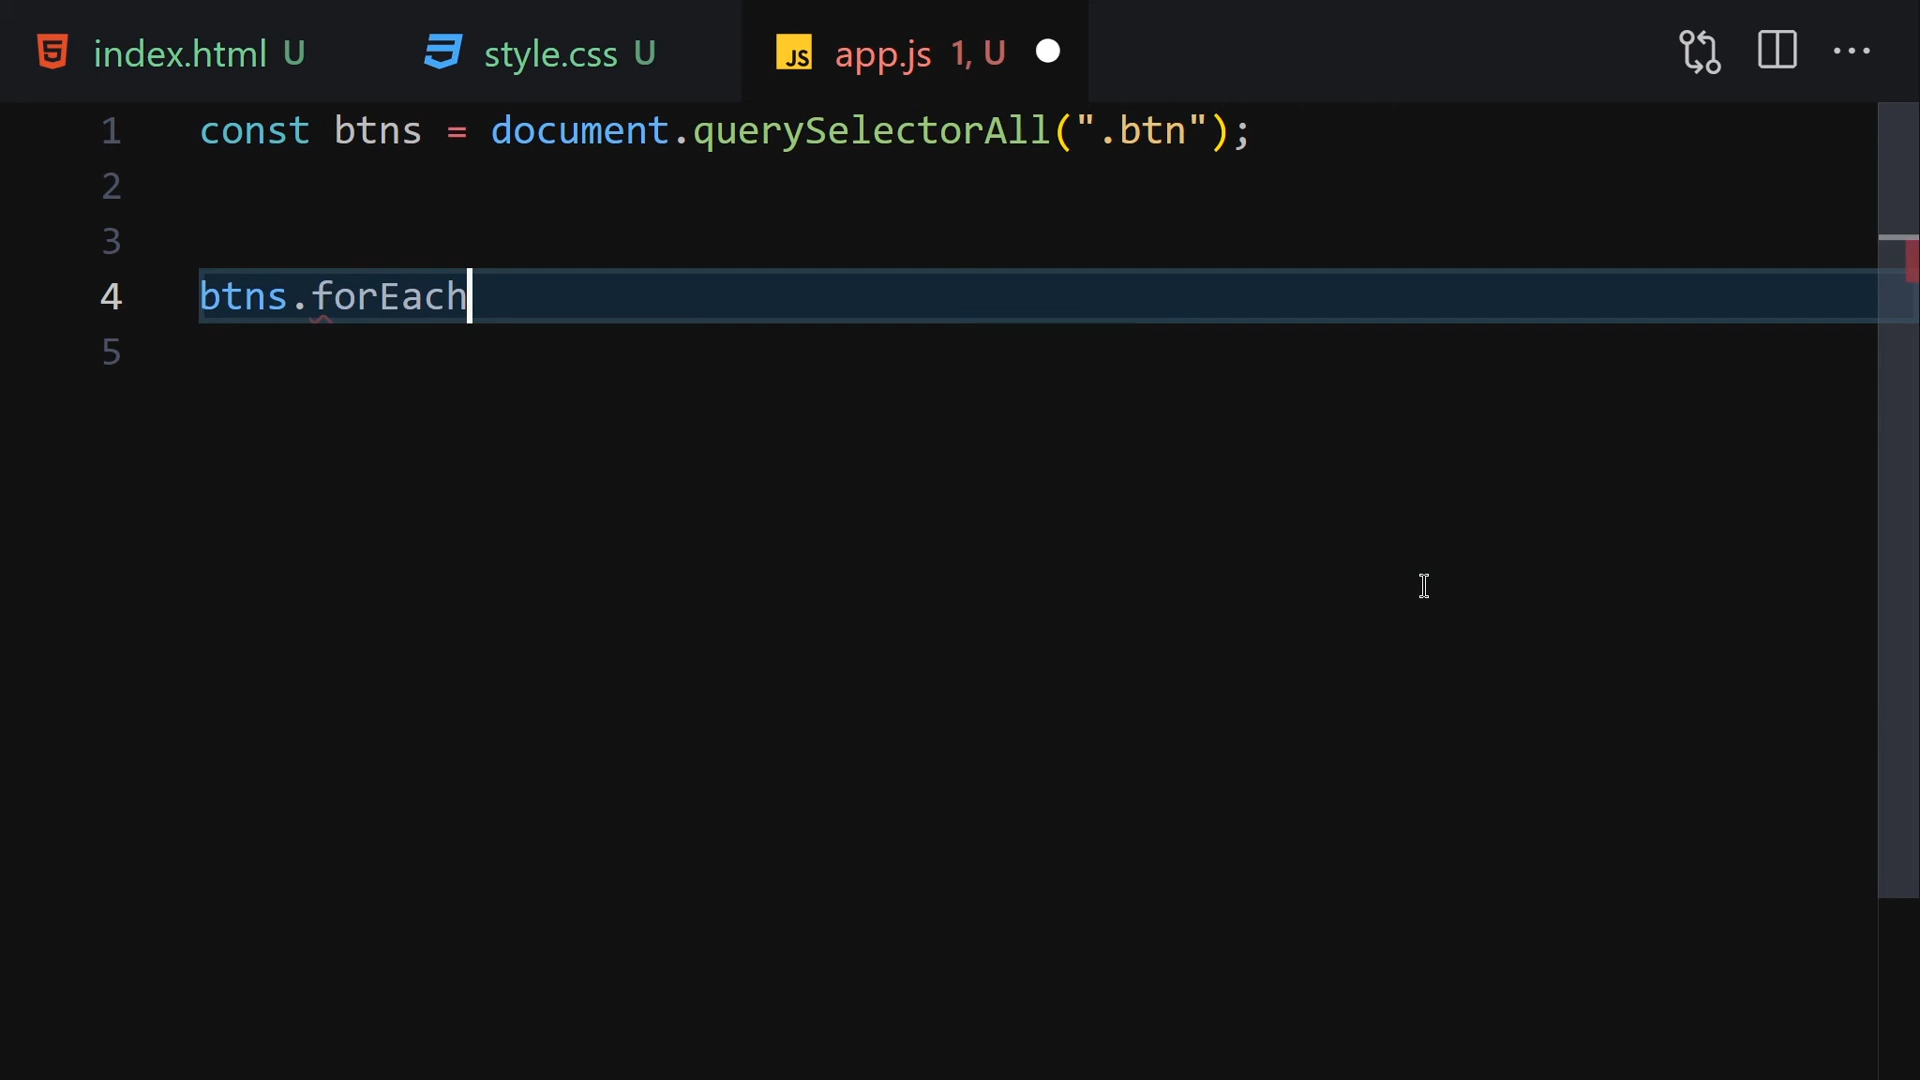 index.html U style.css U JS app.js 1, U
1 const btns = document.querySelectorAll(".btn");
2
3
4 btns.forEach
5